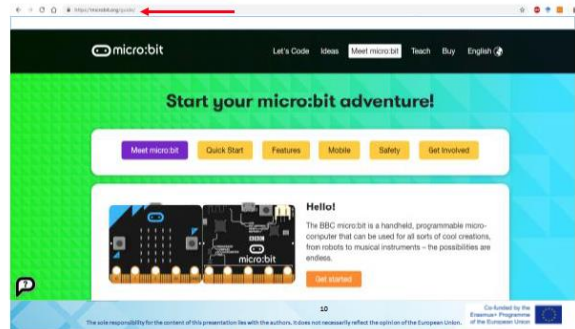 https://microbit.org/guide/
micro:bit
Let's Code Ideas Meet micro:bit Teach Buy English
Start your micro:bit adventure!
Meet micro:bit Quick Start Features Mobile Safety Get Involved
Hello!
The BBC micro:bit is a handheld, programmable micro-
computer that can be used for all sorts of cool creations,
from robots to musical instruments – the possibilities are
endless.
micro:bit
Get started
10
The sole responsibility for the content of this presentation lies with the authors. It does not necessarily reflect the opinion of the European Union.
Co-funded by the
Erasmus+ Programme
of the European Union